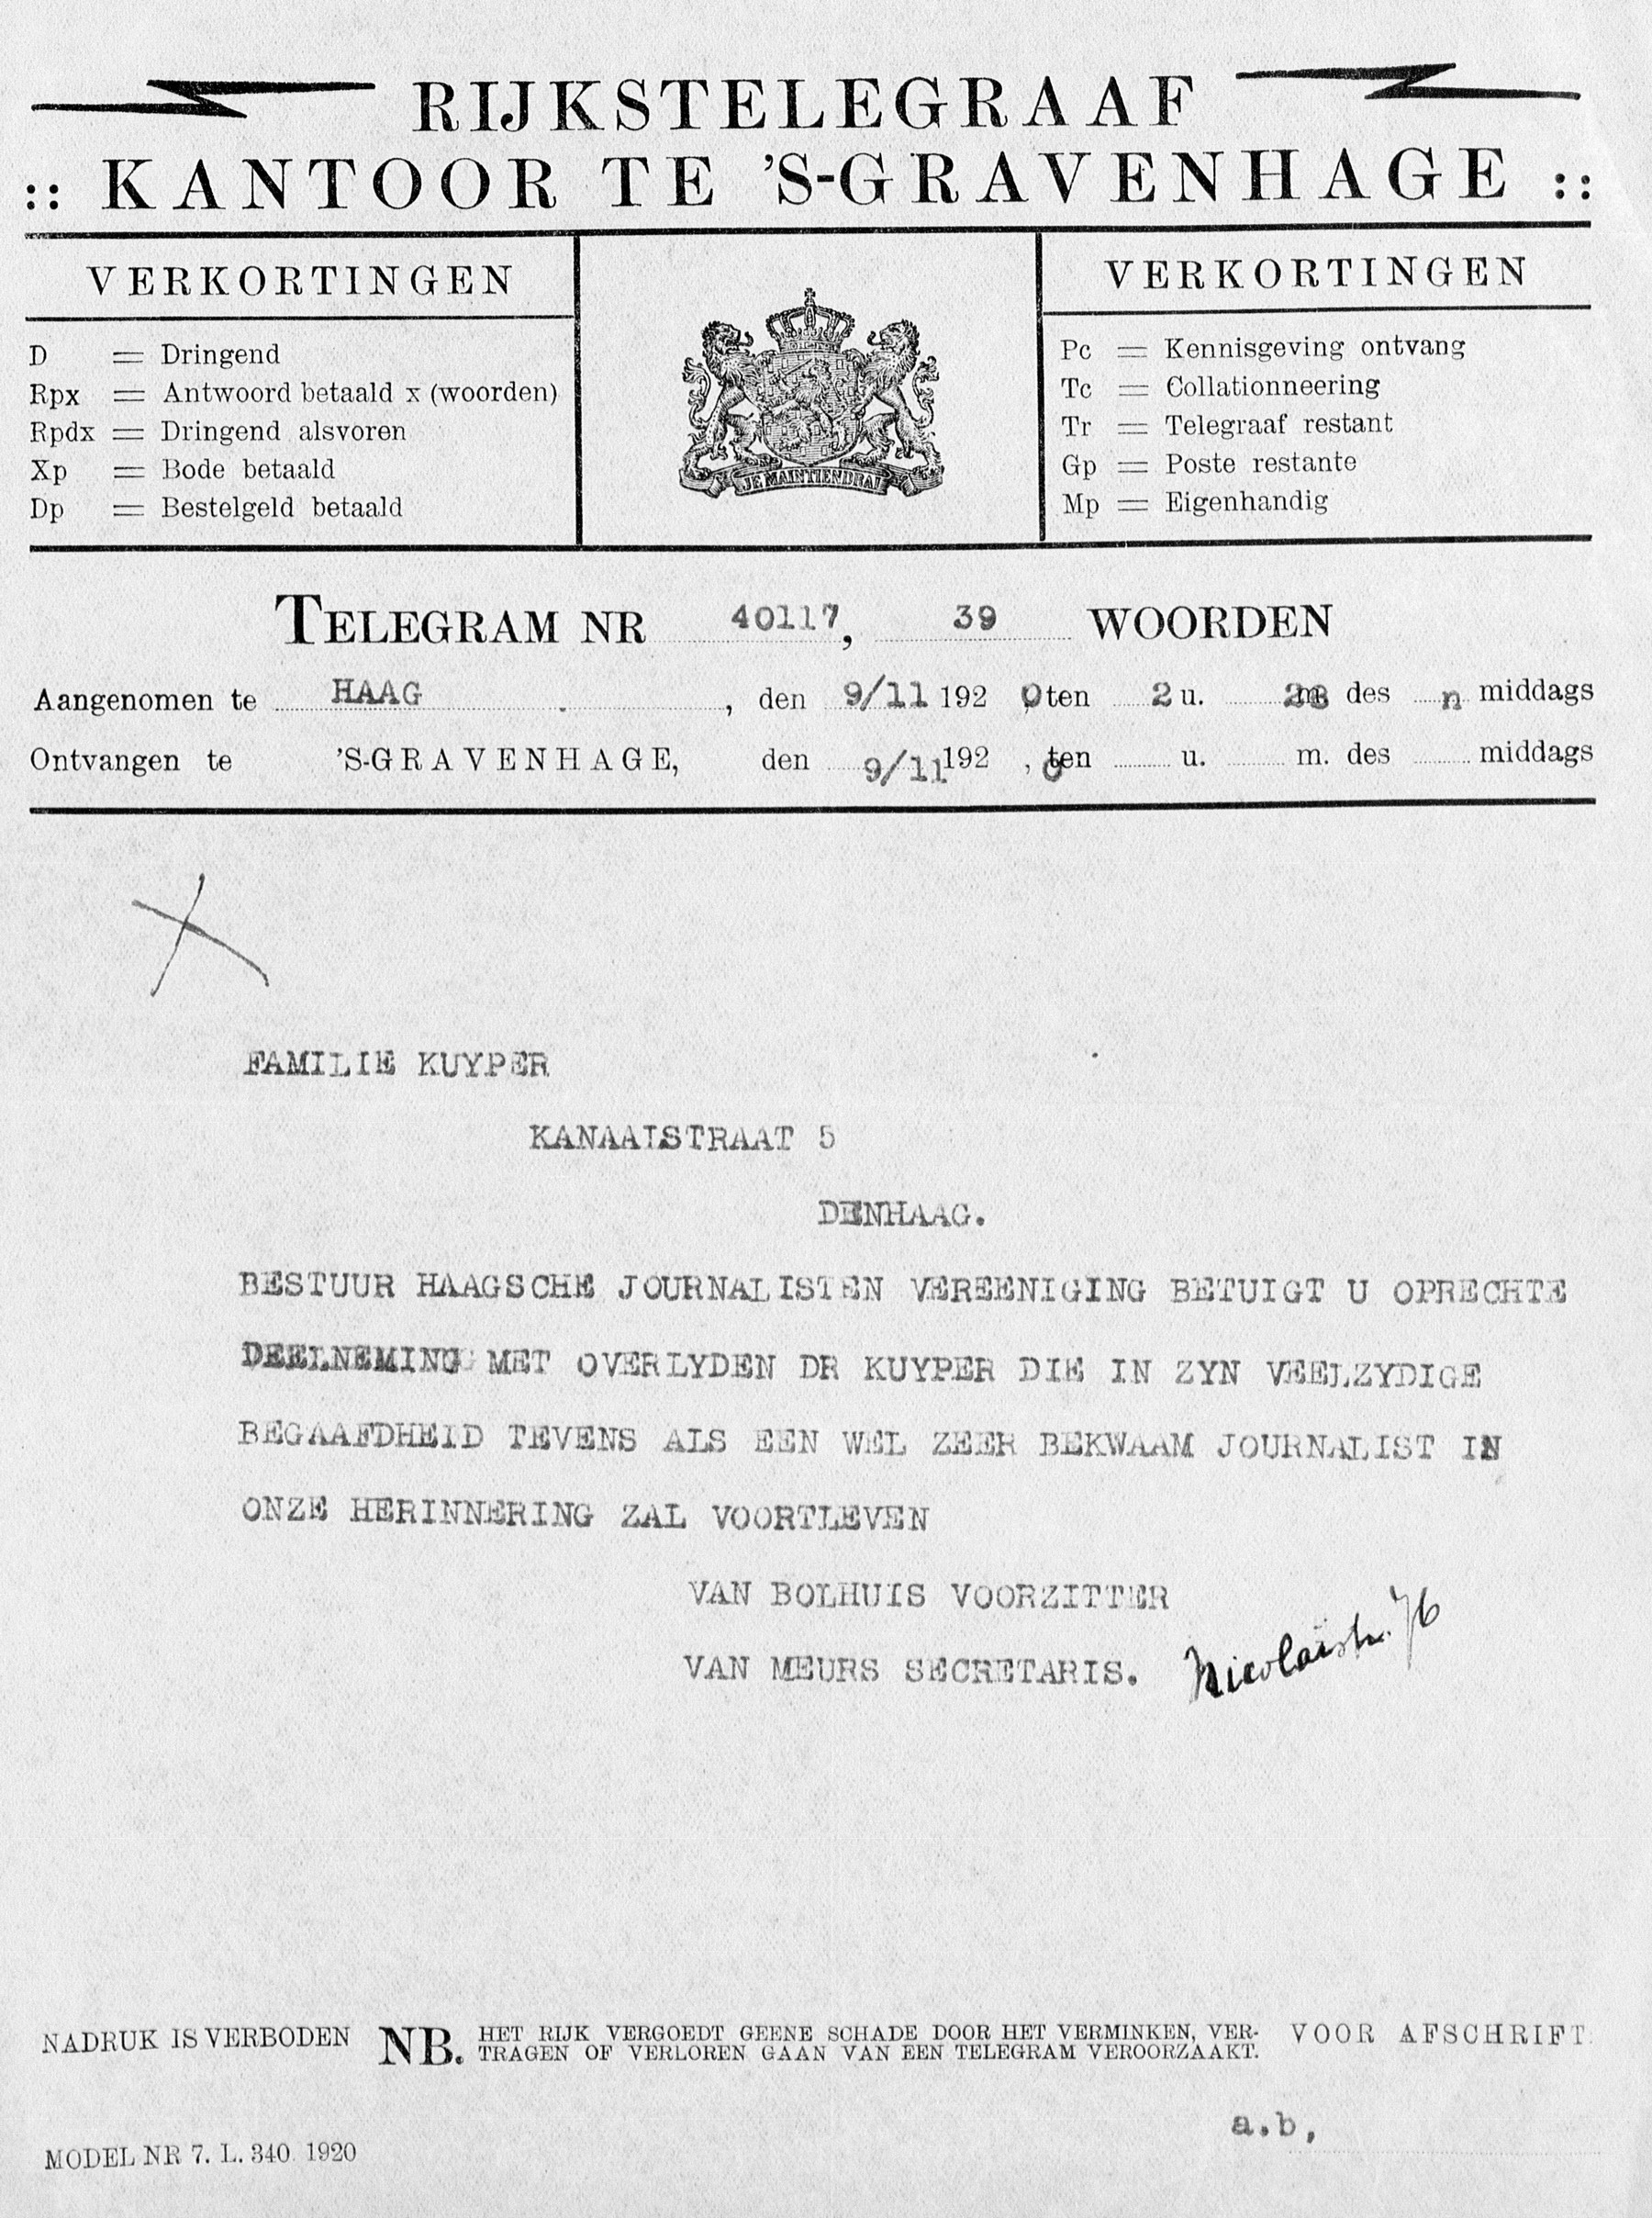 RIJKSTELEGRAAF
:: KANTOOR TE 'S-GRAVENHAGE ::
VERKORTINGEN
D = Dringend
Rpx = Antwoord betaald x (woorden)
Rpdx = Dringend alsvoren
Xp = Bode betaald
Dp = Bestelgeld betaald
JE MAINTIENDRAI
VERKORTINGEN
Pc = Kennisgeving ontvang
Tc = Collationneering
Tr = Telegraaf restant
Gp = Poste restante
Mp = Eigenhandig
TELEGRAM NR 40117, 39 WOORDEN
Aangenomen te HAAG, den 9/11 192 0 ten 2 u. m. des n middags
Ontvangen te 'S-GRAVENHAGE, den 9/11 192 , 0 ten u. m. des middags
FAMILIE KUYPER
KANAALSTRAAT 5
DENHAAG.
BESTUUR HAAGSCHE JOURNALISTEN VEREENIGING BETUIGT U OPRECHTE
DEELNEMING MET OVERLYDEN DR KUYPER DIE IN ZYN VEELZYDIGE
BEGAAFDHEID TEVENS ALS EEN WEL ZEER BEKWAAM JOURNALIST IN
ONZE HERINNERING ZAL VOORTLEVEN
VAN BOLHUIS VOORZITTER
VAN MEURS SECRETARIS. Nicolaïstr. 76
NADRUK IS VERBODEN NB. HET RIJK VERGOEDT GEENE SCHADE DOOR HET VERMINKEN, VER-
TRAGEN OF VERLOREN GAAN VAN EEN TELEGRAM VEROORZAAKT.
VOOR AFSCHRIFT:
a.b,
MODEL NR 7. L. 340. 1920